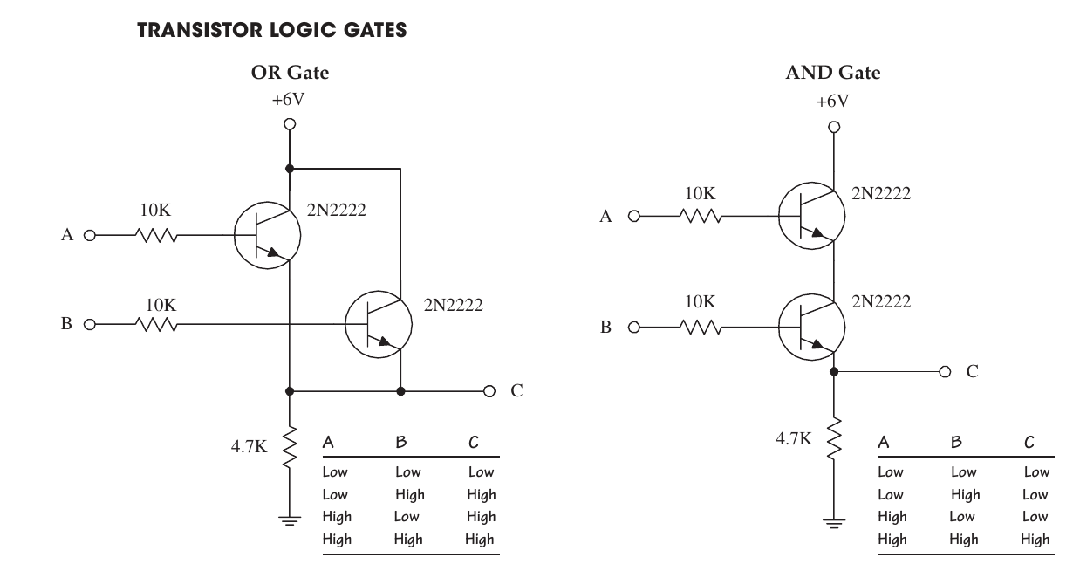 TRANSISTOR LOGIC GATES
OR Gate
+6V
10K
2N2222
A
10K
2N2222
B
C
4.7K
A B C
Low Low Low
Low High High
High Low High
High High High
AND Gate
+6V
10K
2N2222
A
10K
2N2222
B
C
4.7K
A B C
Low Low Low
Low High Low
High Low Low
High High High